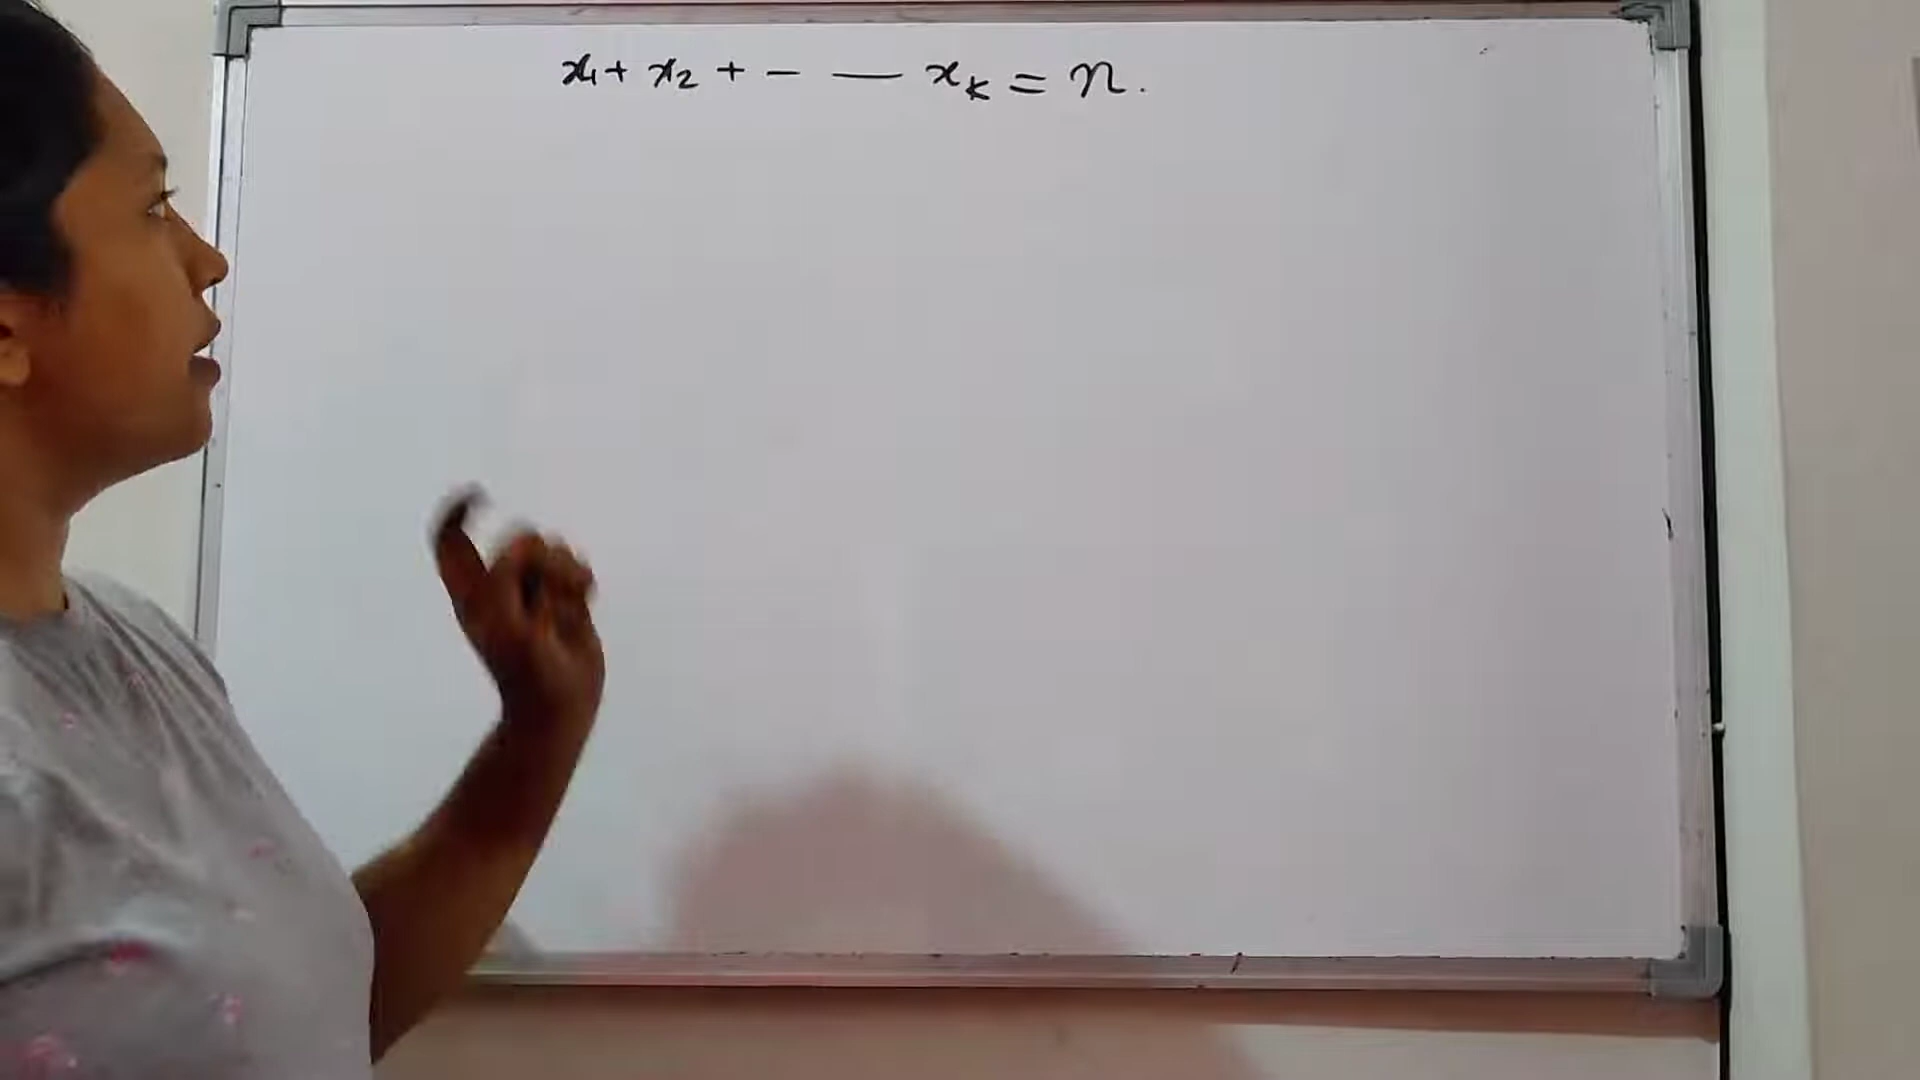 x₁ + x₂ + - — xₖ = n.